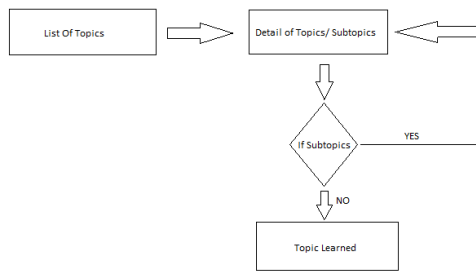 List Of Topics
Detail of Topics/ Subtopics
If Subtopics
YES
NO
Topic Learned